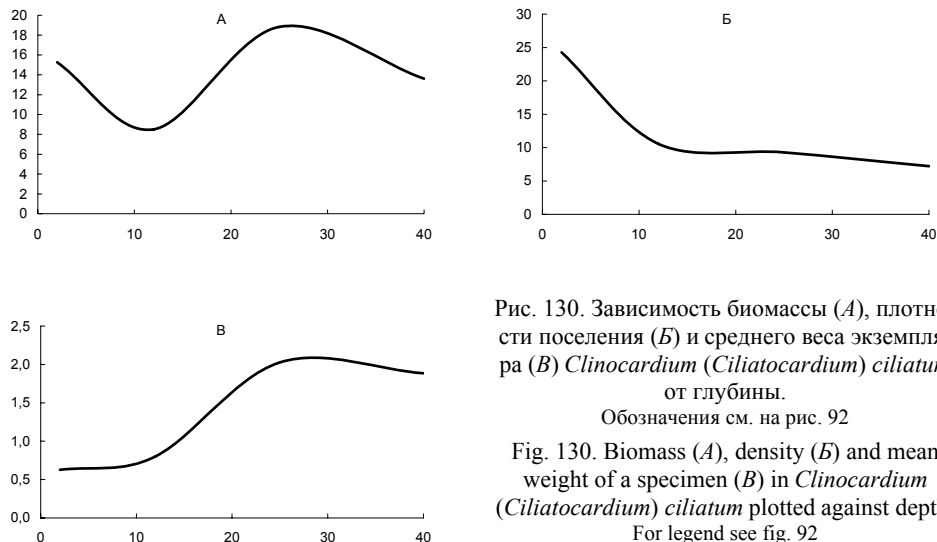 А
20
18
16
14
12
10
8
6
4
2
0
0 10 20 30 40
Б
30
25
20
15
10
5
0
0 10 20 30 40
В
2,5
2,0
1,5
1,0
0,5
0,0
0 10 20 30 40
Рис. 130. Зависимость биомассы (А), плотн
сти поселения (Б) и среднего веса экземпля
ра (В) Clinocardium (Ciliatocardium) ciliatu
от глубины.
Обозначения см. на рис. 92
Fig. 130. Biomass (А), density (Б) and mean
weight of a specimen (В) in Clinocardium
(Ciliatocardium) ciliatum plotted against dept
For legend see fig. 92